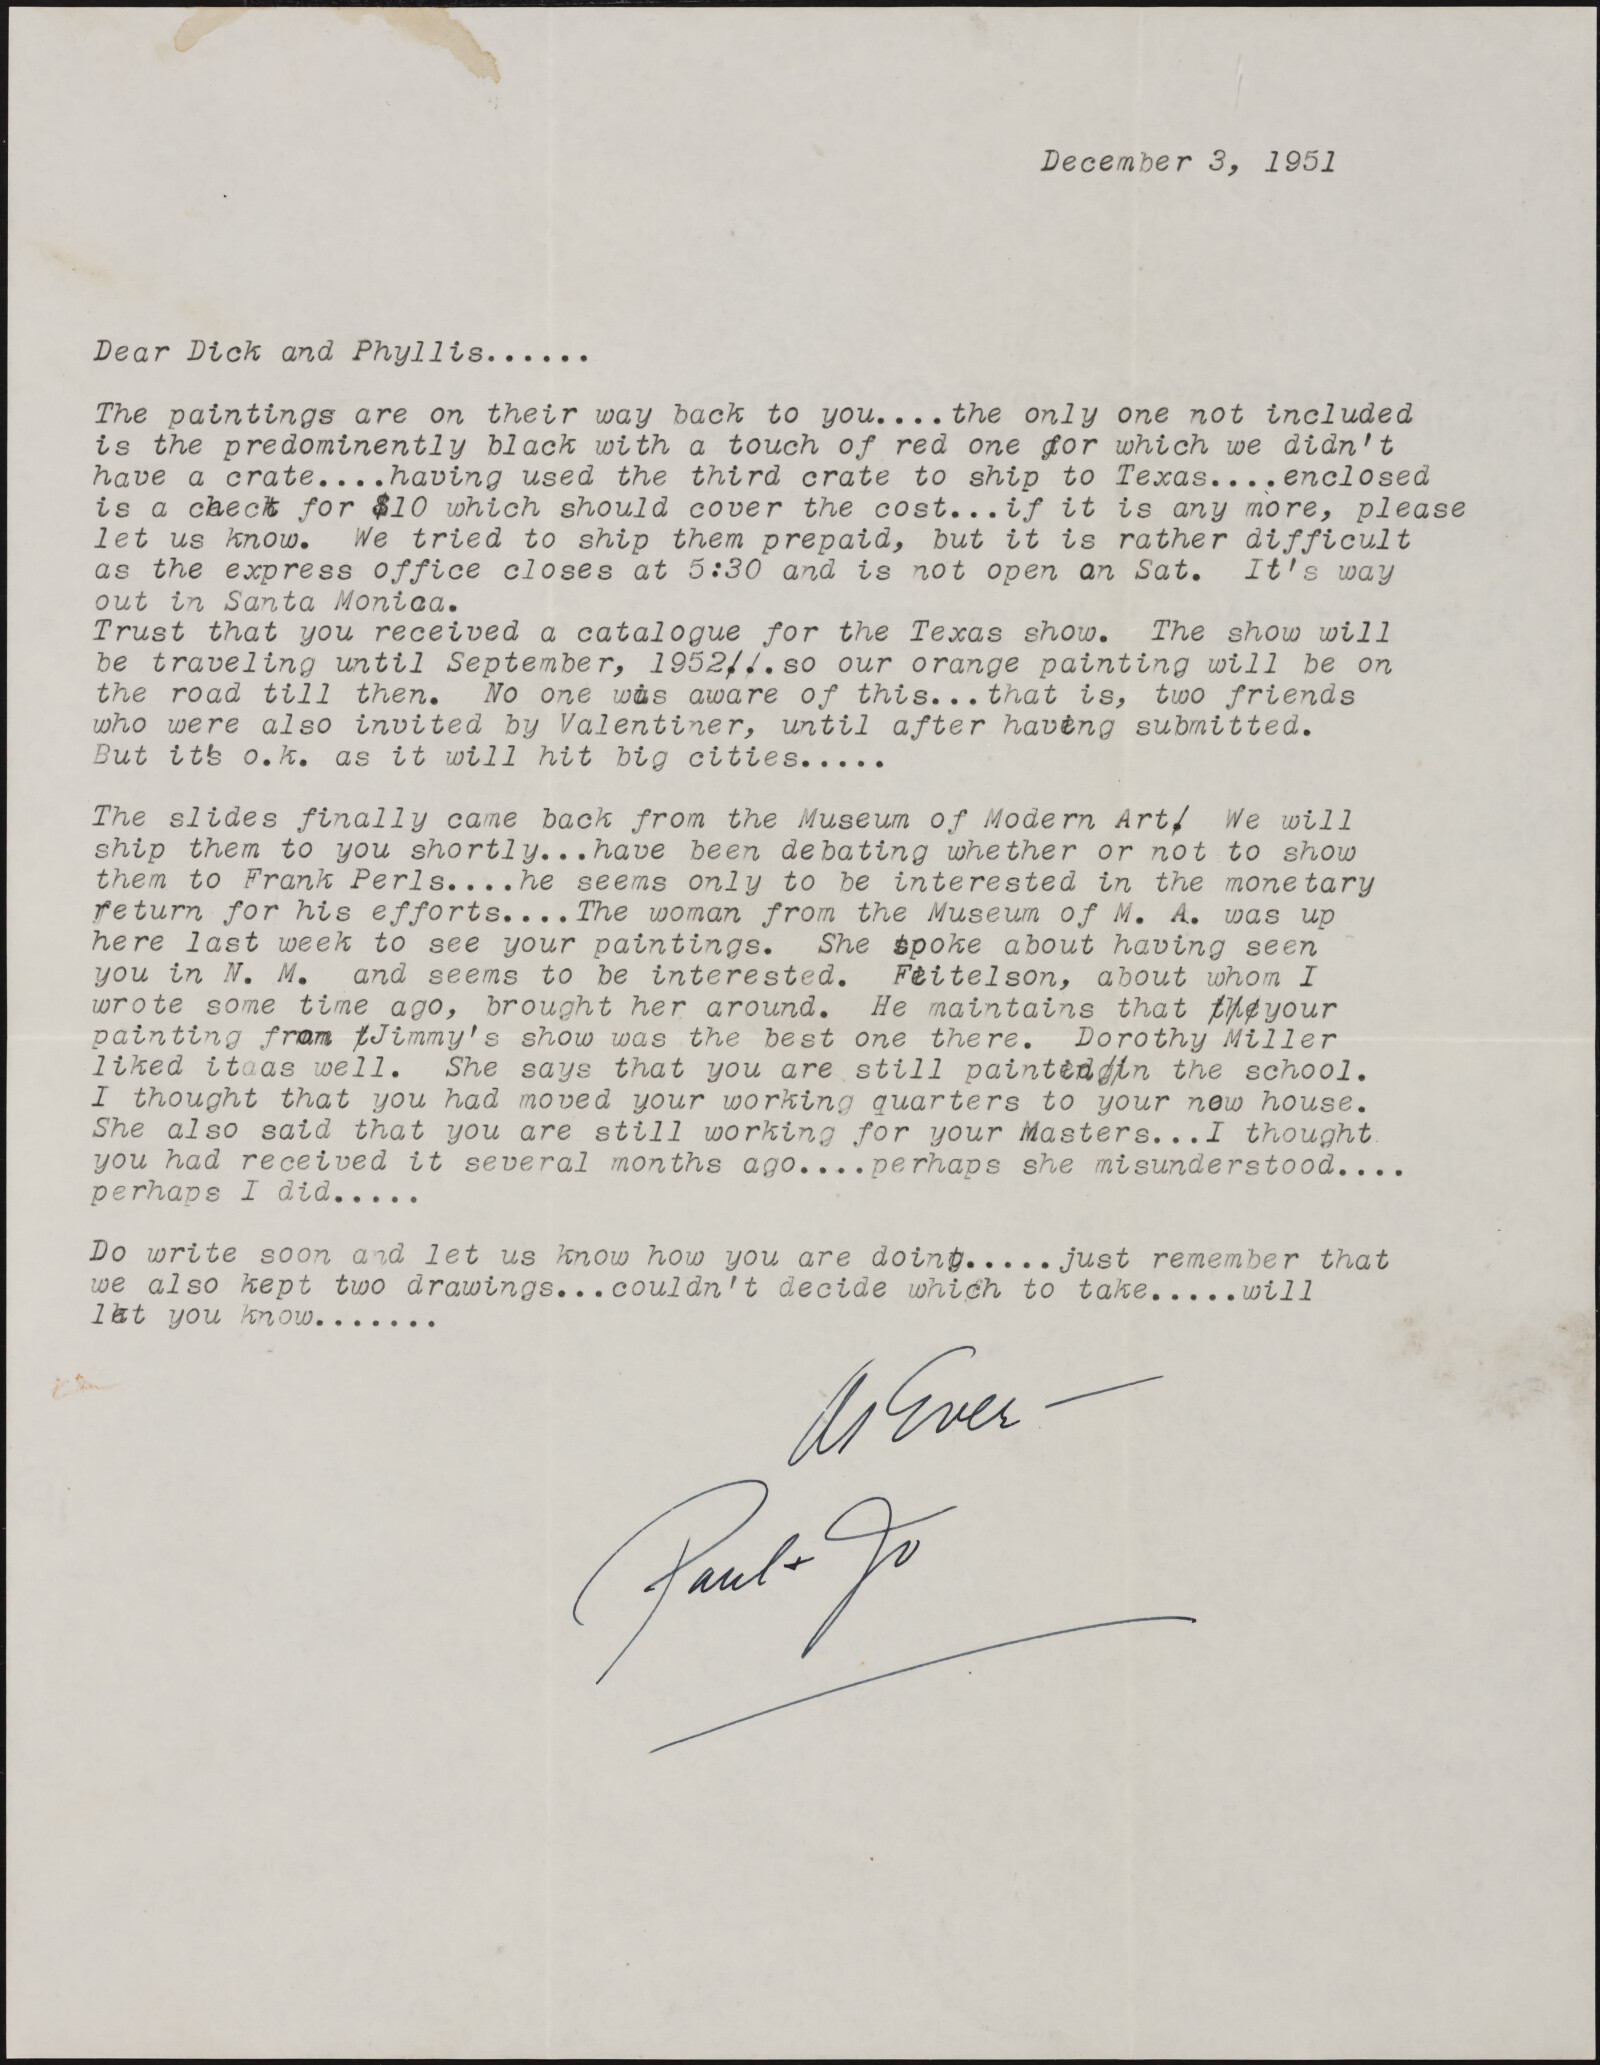 December 3, 1951
Dear Dick and Phyllis......
The paintings are on their way back to you....the only one not included
is the predominently black with a touch of red one for which we didn't
have a crate....having used the third crate to ship to Texas....enclosed
is a check for $10 which should cover the cost...if it is any more, please
let us know. We tried to ship them prepaid, but it is rather difficult
as the express office closes at 5:30 and is not open on Sat. It's way
out in Santa Monica.
Trust that you received a catalogue for the Texas show. The show will
be traveling until September, 1952...so our orange painting will be on
the road till then. No one was aware of this...that is, two friends
who were also invited by Valentiner, until after having submitted.
But it's o.k. as it will hit big cities.....
The slides finally came back from the Museum of Modern Art! We will
ship them to you shortly...have been debating whether or not to show
them to Frank Perls....he seems only to be interested in the monetary
return for his efforts....The woman from the Museum of M. A. was up
here last week to see your paintings. She spoke about having seen
you in N. M. and seems to be interested. Feitelson, about whom I
wrote some time ago, brought her around. He maintains that the your
painting from Jimmy's show was the best one there. Dorothy Miller
liked it as well. She says that you are still painting in the school.
I thought that you had moved your working quarters to your new house.
She also said that you are still working for your Masters...I thought
you had received it several months ago....perhaps she misunderstood....
perhaps I did.....
Do write soon and let us know how you are doing.....just remember that
we also kept two drawings...couldn't decide which to take.....will
let you know.......
As Ever —
Paul + Jo